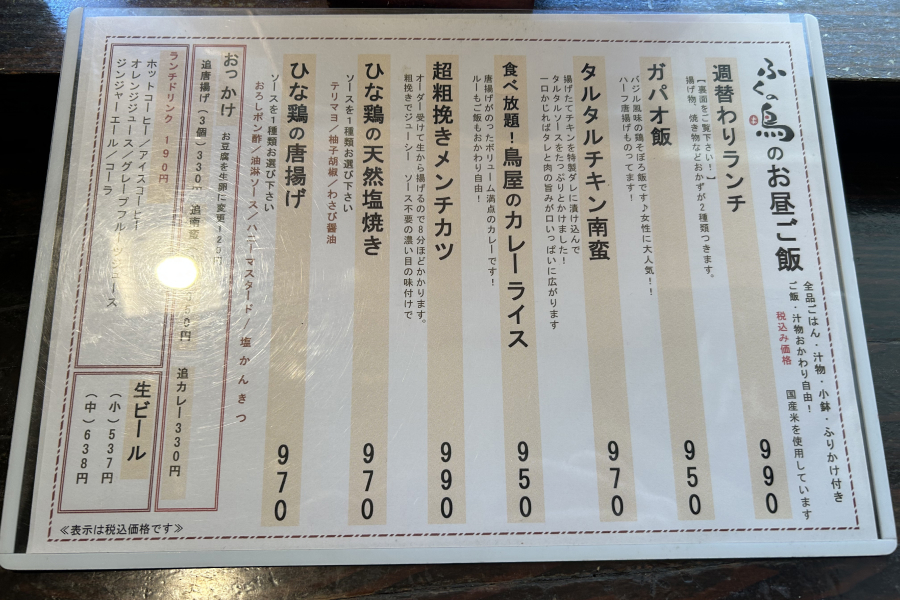 ふくの鳥のお昼ご飯
全品ごはん・汁物・小鉢・ふりかけ付き
ご飯・汁物おかわり自由！ 国産米を使用しています
税込み価格
週替わりランチ 990
【裏面をご覧下さい！】
揚げ物、焼き物などおかずが2種類つきます。
ガパオ飯 950
バジル風味の鶏そぼろ飯です♪女性に大人気！！
ハーフ唐揚げものってます！
タルタルチキン南蛮 970
揚げたてチキンを特製ダレに漬け込んで
タルタルソースをたっぷりとかけました！
一口かじればタレと肉の旨みが口いっぱいに広がります
食べ放題！鳥屋のカレーライス 950
唐揚げがのったボリューム満点のカレーです！
ルーもご飯もおかわり自由！
超粗挽きメンチカツ 990
オーダー受けて生から揚げるので8分ほどかかります。
粗挽きでジューシー ソース不要の濃い目の味付けで
ひな鶏の天然塩焼き 970
ソースを1種類お選び下さい
テリマヨ／柚子胡椒／わさび醤油
ひな鶏の唐揚げ 970
ソースを1種類お選び下さい
おろしポン酢／油淋ソース／ハニーマスタード／塩かんきつ
おっかけ お豆腐を生卵に変更120円
追唐揚げ（3個）330円 追南蛮 円 追カレー330円
ランチドリンク 190円
ホットコーヒー／アイスコーヒー
オレンジジュース／グレープフルーツジュース
ジンジャーエール／コーラ
生ビール
（小）537円
（中）638円
≪表示は税込価格です≫